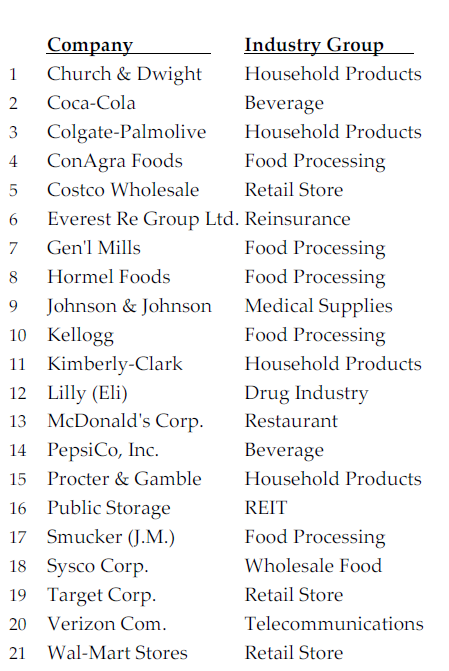 Company Industry Group
1 Church & Dwight Household Products
2 Coca-Cola Beverage
3 Colgate-Palmolive Household Products
4 ConAgra Foods Food Processing
5 Costco Wholesale Retail Store
6 Everest Re Group Ltd. Reinsurance
7 Gen'l Mills Food Processing
8 Hormel Foods Food Processing
9 Johnson & Johnson Medical Supplies
10 Kellogg Food Processing
11 Kimberly-Clark Household Products
12 Lilly (Eli) Drug Industry
13 McDonald's Corp. Restaurant
14 PepsiCo, Inc. Beverage
15 Procter & Gamble Household Products
16 Public Storage REIT
17 Smucker (J.M.) Food Processing
18 Sysco Corp. Wholesale Food
19 Target Corp. Retail Store
20 Verizon Com. Telecommunications
21 Wal-Mart Stores Retail Store